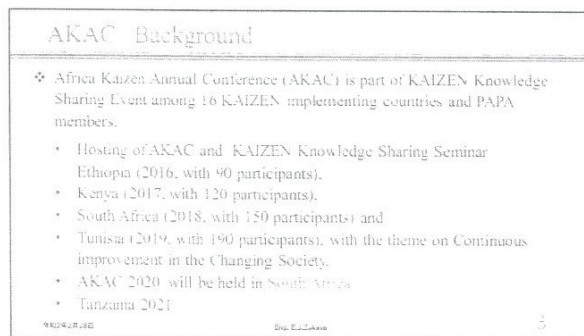 AKAC Background
❖ Africa Kaizen Annual Conference (AKAC) is part of KAIZEN Knowledge
Sharing Event among 16 KAIZEN implementing countries and PAPA
members.
• Hosting of AKAC and KAIZEN Knowledge Sharing Seminar
Ethiopia (2016, with 90 participants),
• Kenya (2017, with 120 participants),
• South Africa (2018, with 150 participants) and
• Tunisia (2019, with 190 participants), with the theme on Continuous
improvement in the Changing Society.
• AKAC 2020 will be held in South Africa
• Tanzania 2021
3